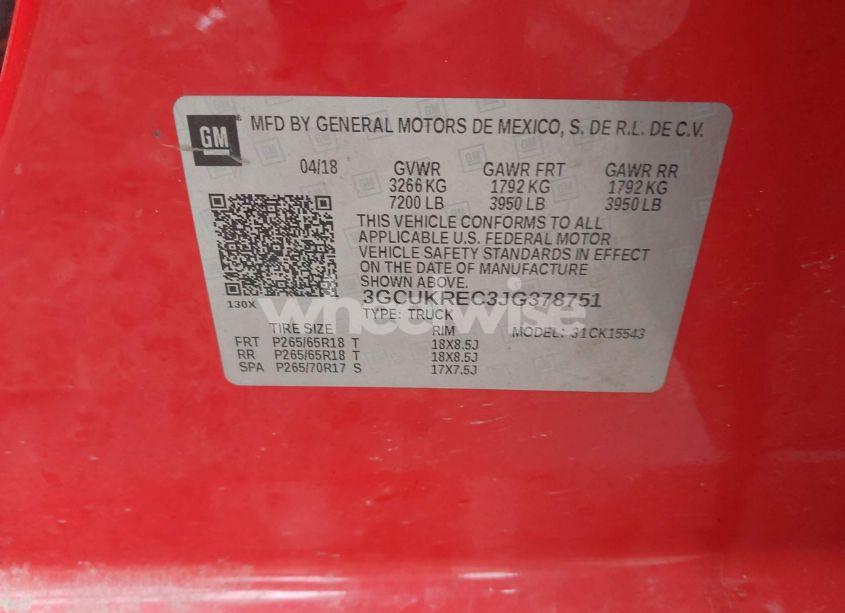 GM
MFD BY GENERAL MOTORS DE MEXICO, S. DE R.L. DE C.V.
04/18 GVWR GAWR FRT GAWR RR
3266 KG 1792 KG 1792 KG
7200 LB 3950 LB 3950 LB
THIS VEHICLE CONFORMS TO ALL
APPLICABLE U.S. FEDERAL MOTOR
VEHICLE SAFETY STANDARDS IN EFFECT
ON THE DATE OF MANUFACTURE
SHOWN ABOVE.
130X 3GCUKREC3JG378751
wheelwise
TYPE: TRUCK MODEL: 31CK15543
TIRE SIZE RIM
FRT P265/65R18 T 18X8.5J
RR P265/65R18 T 18X8.5J
SPA P265/70R17 S 17X7.5J